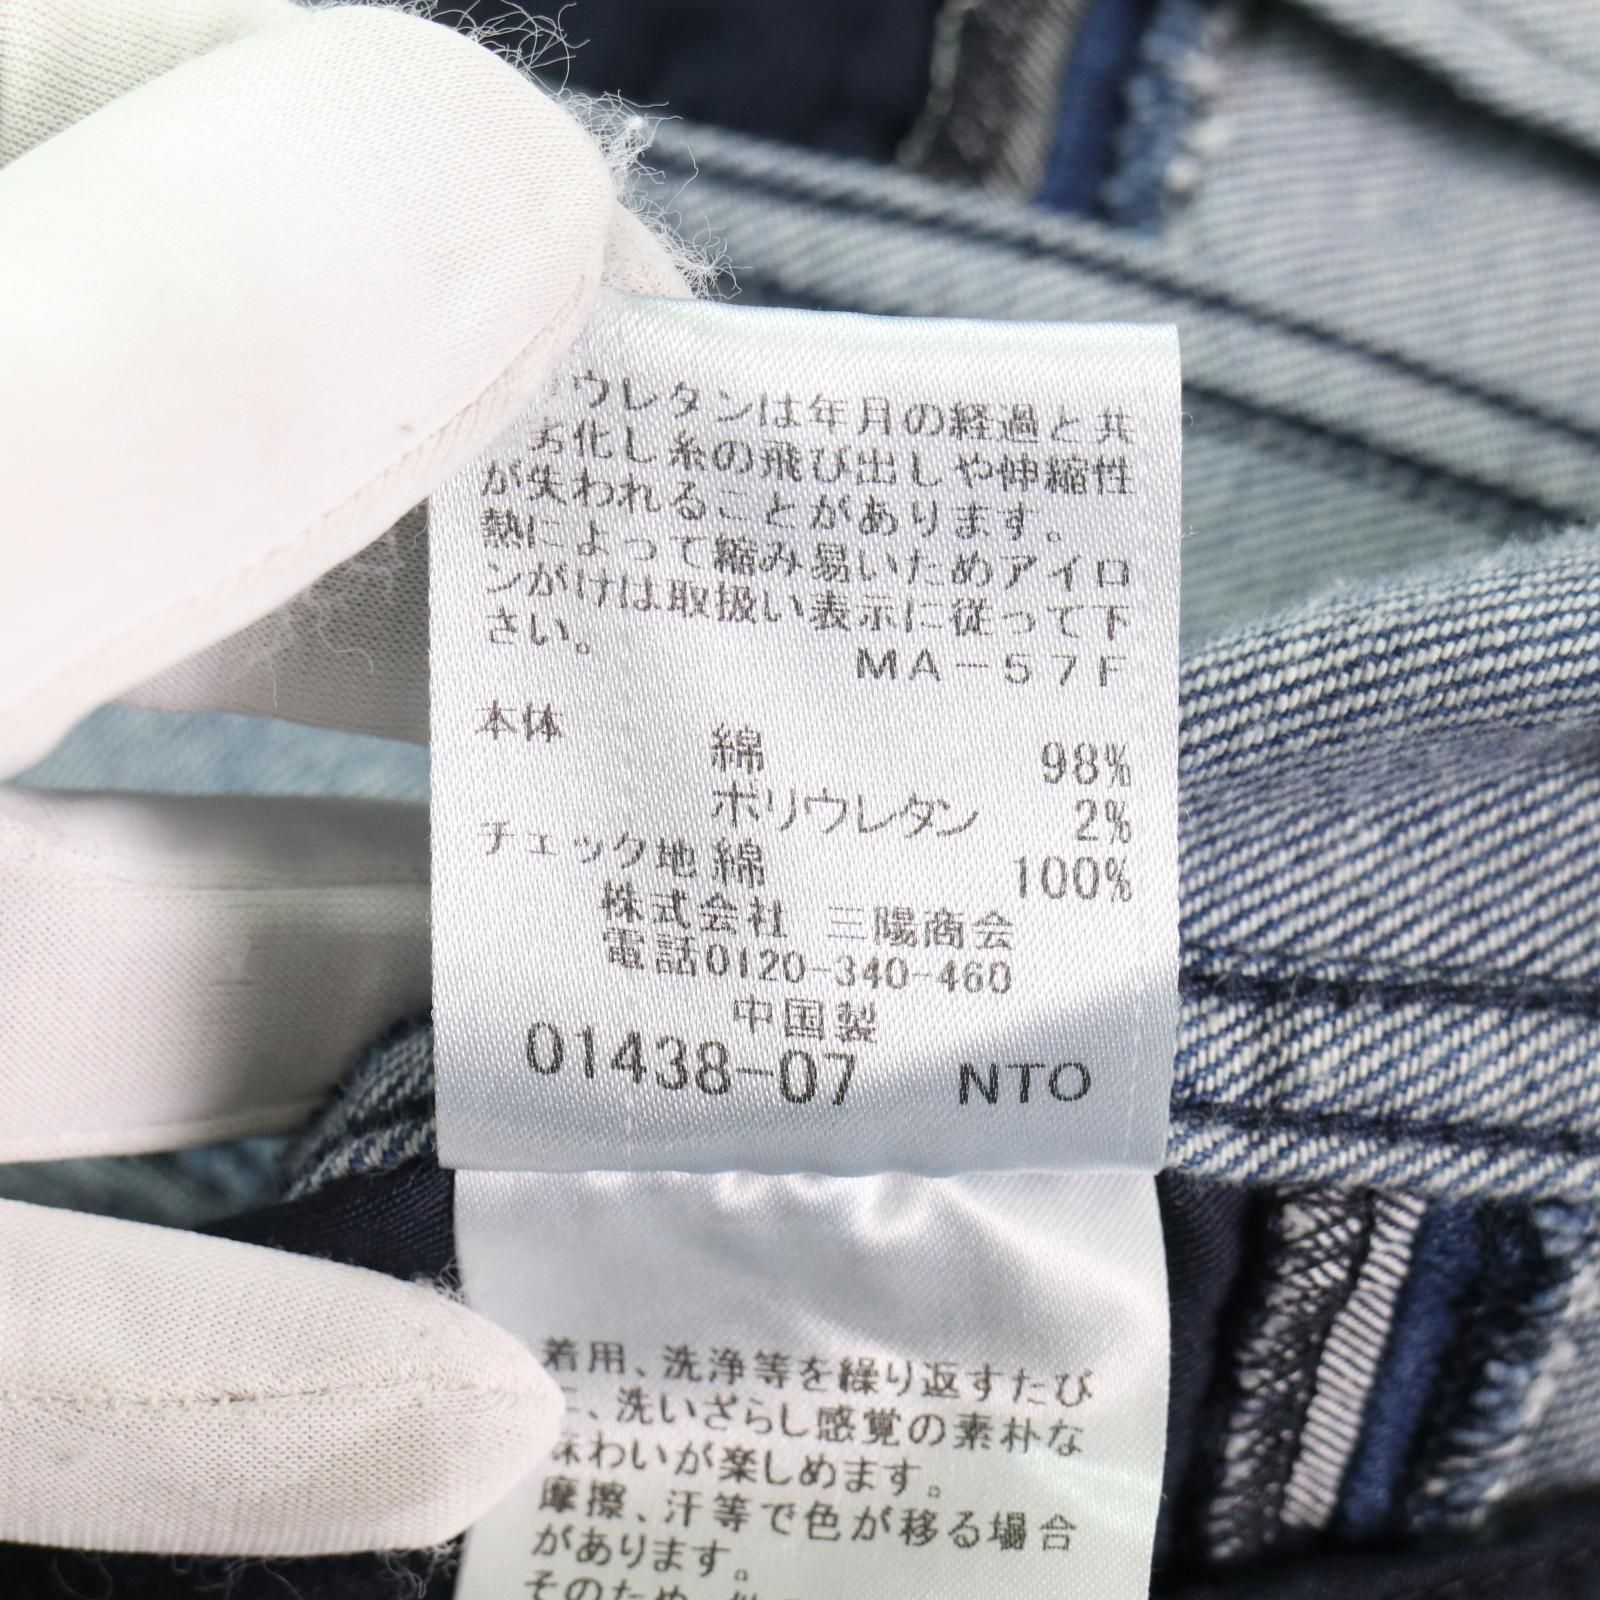 ウレタンは年月の経過と共
劣化し糸の飛び出しや伸縮性
が失われることがあります。
熱によって縮み易いためアイロ
ンがけは取扱い表示に従って下
さい。
MA-57F
本体 綿 98%
ポリウレタン 2%
チェック地 綿 100%
株式会社 三陽商会
電話0120-340-460
中国製
01438-07 NTO
着用、洗浄等を繰り返すたび
、洗いざらし感覚の素朴な
味わいが楽しめます。
摩擦、汗等で色が移る場合
があります。
そのため